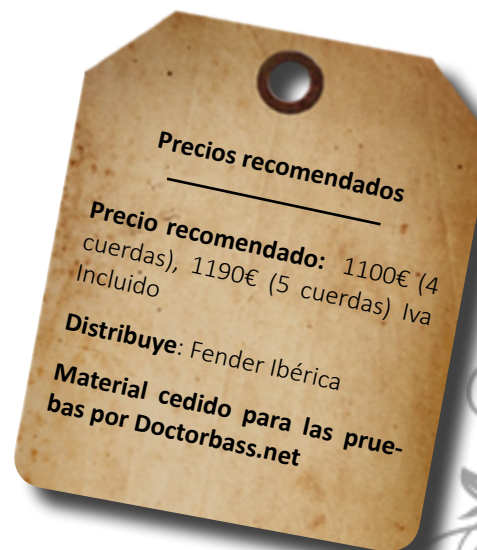 Precios recomendados
Precio recomendado: 1100€ (4
cuerdas), 1190€ (5 cuerdas) Iva
Incluido
Distribuye: Fender Ibérica
Material cedido para las prue-
bas por Doctorbass.net